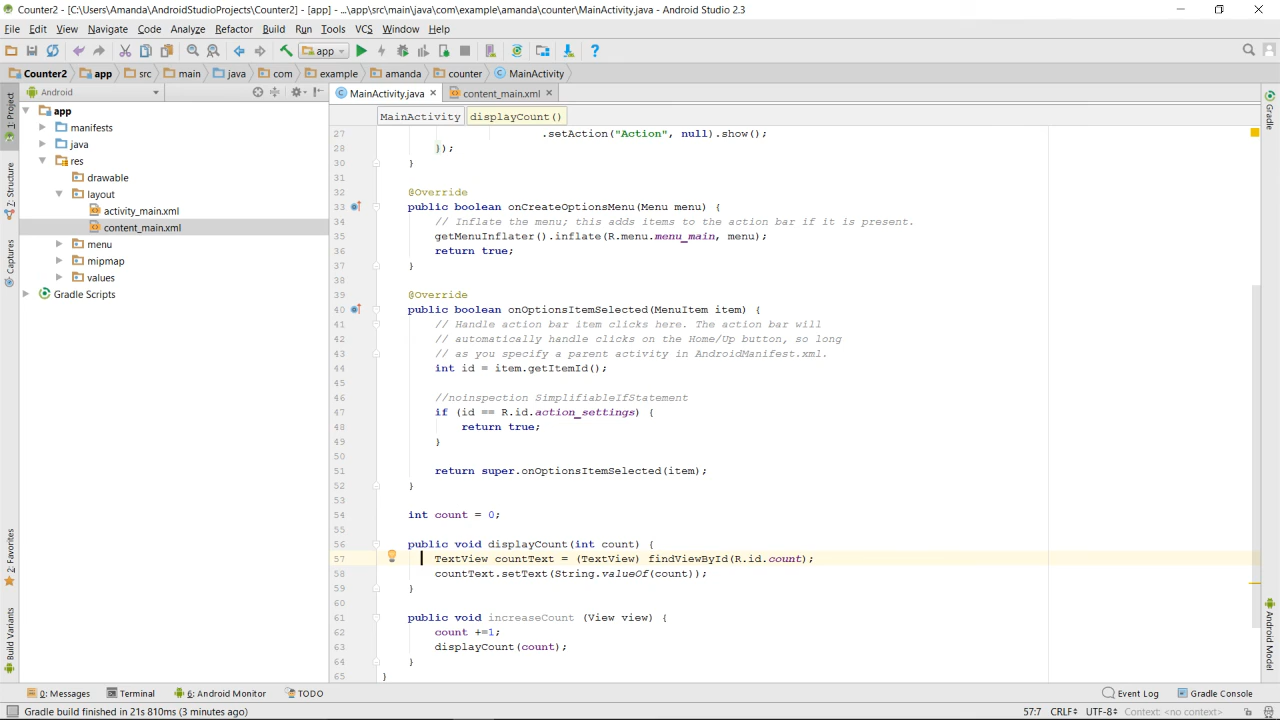 Counter2 - [C:\Users\Amanda\AndroidStudioProjects\Counter2] - [app] - ...\app\src\main\java\com\example\amanda\counter\MainActivity.java - Android Studio 2.3
File Edit View Navigate Code Analyze Refactor Build Run Tools VCS Window Help
app
Counter2 app src main java com example amanda counter MainActivity
Android
MainActivity.java content_main.xml
MainActivity displayCount()
1: Project
Z: Structure
Captures
2: Favorites
Build Variants
Gradle
Android Model
app
manifests
java
res
drawable
layout
activity_main.xml
content_main.xml
menu
mipmap
values
Gradle Scripts
27 .setAction("Action", null).show();
28 });
30 }
31
32 @Override
33 public boolean onCreateOptionsMenu(Menu menu) {
34 // Inflate the menu; this adds items to the action bar if it is present.
35 getMenuInflater().inflate(R.menu.menu_main, menu);
36 return true;
37 }
38
39 @Override
40 public boolean onOptionsItemSelected(MenuItem item) {
41 // Handle action bar item clicks here. The action bar will
42 // automatically handle clicks on the Home/Up button, so long
43 // as you specify a parent activity in AndroidManifest.xml.
44 int id = item.getItemId();
45
46 //noinspection SimplifiableIfStatement
47 if (id == R.id.action_settings) {
48 return true;
49 }
50
51 return super.onOptionsItemSelected(item);
52 }
53
54 int count = 0;
55
56 public void displayCount(int count) {
57 TextView countText = (TextView) findViewById(R.id.count);
58 countText.setText(String.valueOf(count));
59 }
60
61 public void increaseCount (View view) {
62 count +=1;
63 displayCount(count);
64 }
65 }
0: Messages Terminal 6: Android Monitor TODO Event Log Gradle Console
Gradle build finished in 21s 810ms (3 minutes ago) 57:7 CRLF UTF-8 Context: <no context>